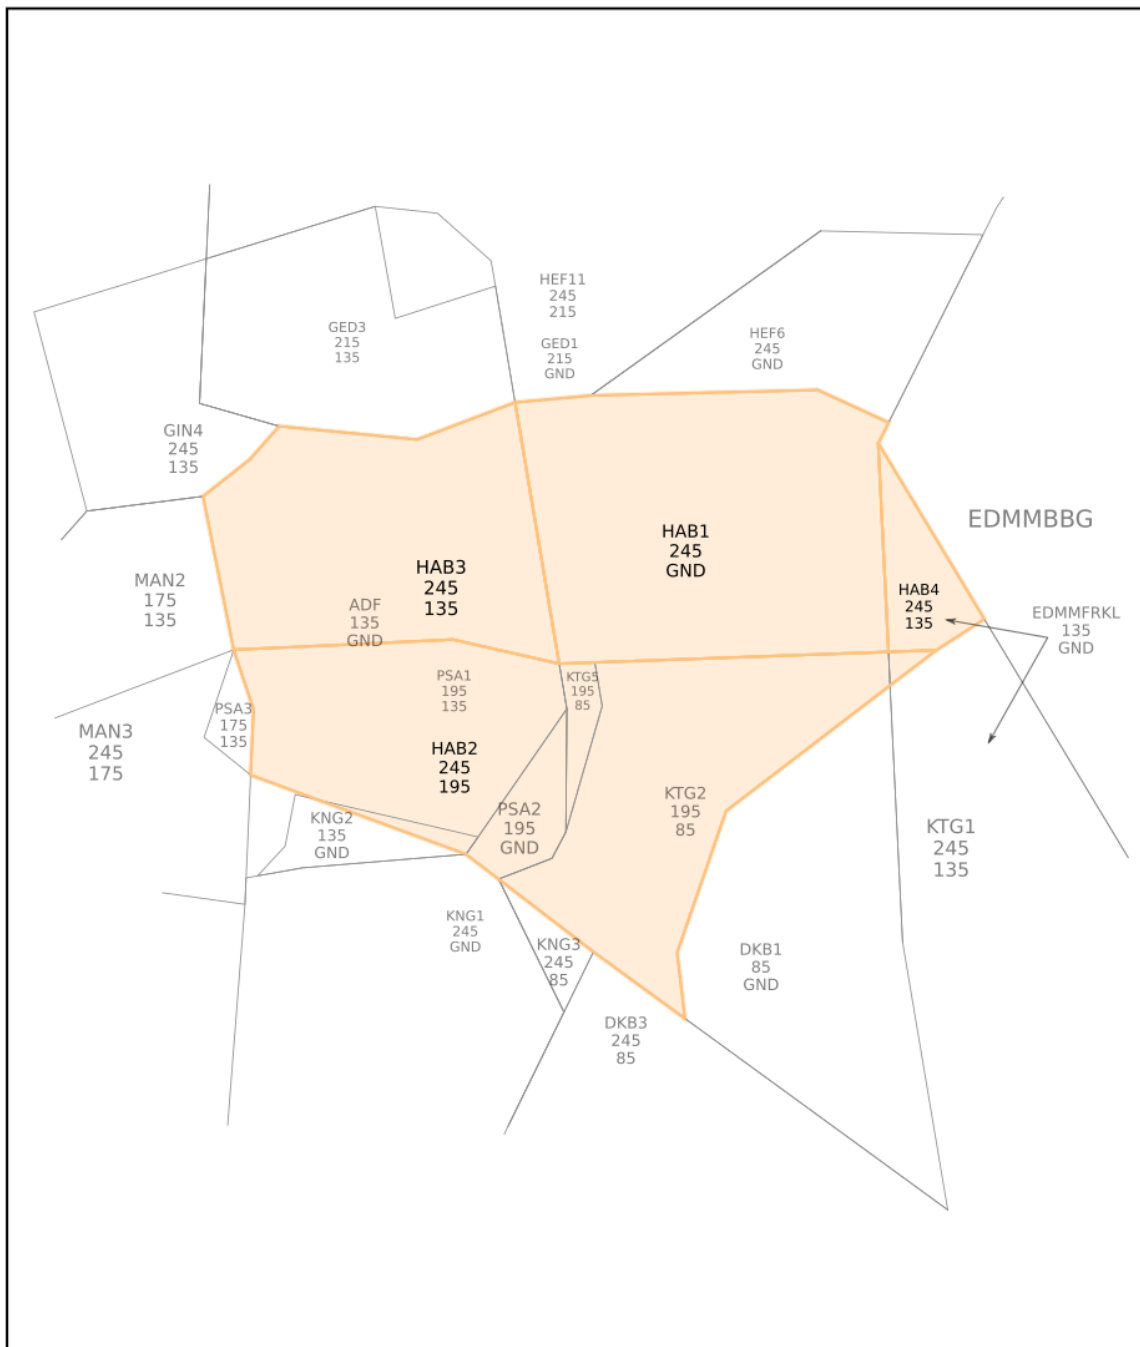 HEF11
245
215
GED3
215
135
GED1
215
GND
HEF6
245
GND
GIN4
245
135
EDMMBBG
HAB1
245
GND
HAB3
245
135
MAN2
175
135
ADF
135
GND
HAB4
245
135
EDMMFRKL
135
GND
PSA1
195
135
KTG5
195
85
PSA3
175
135
MAN3
245
175
HAB2
245
195
KTG2
195
85
PSA2
195
GND
KNG2
135
GND
KTG1
245
135
KNG1
245
GND
KNG3
245
85
DKB1
85
GND
DKB3
245
85